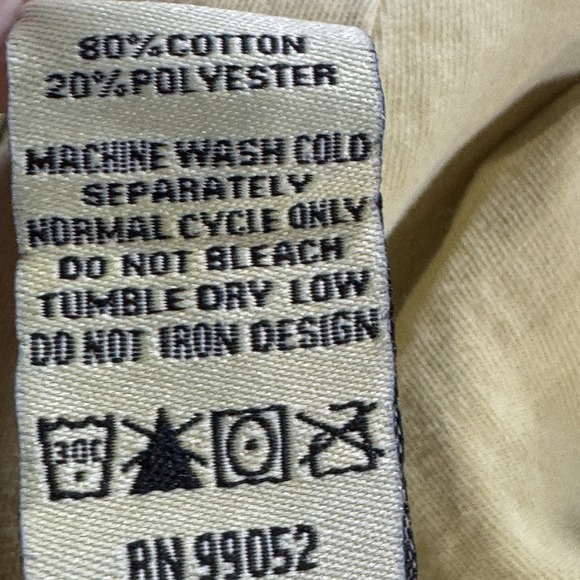 80%COTTON
20%POLYESTER
MACHINE WASH COLD
SEPARATELY
NORMAL CYCLE ONLY
DO NOT BLEACH
TUMBLE DRY LOW
DO NOT IRON DESIGN
30C
RN 99052